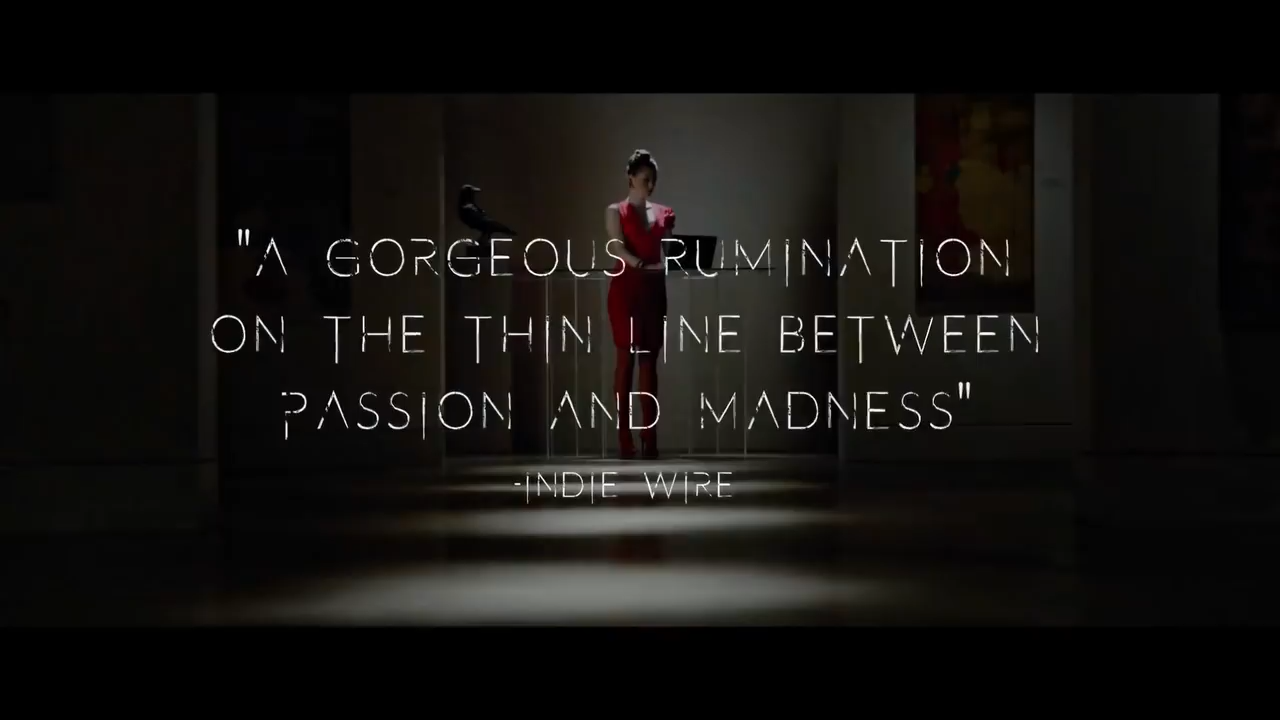 "A GORGEOUS RUMINATION
ON THE THIN LINE BETWEEN
PASSION AND MADNESS"
-INDIE WIRE